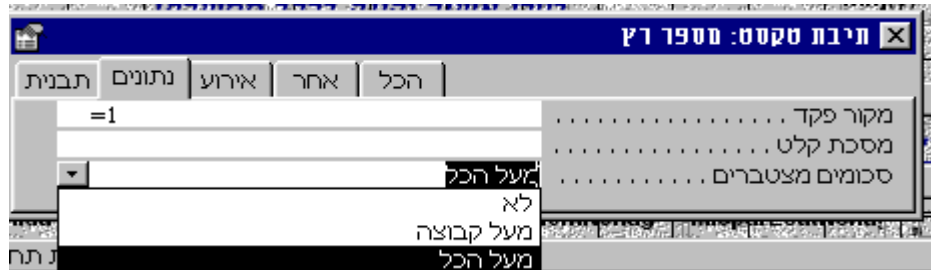 תיבת טקסט: מספר רץ
תבנית נתונים אירוע אחר הכל
מקור פקד . . . . . . . . . . . . . . . . . =1
מסכת קלט . . . . . . . . . . . . . . . .
סכומים מצטברים . . . . . . . . . . . מעל הכל
לא
מעל קבוצה
מעל הכל